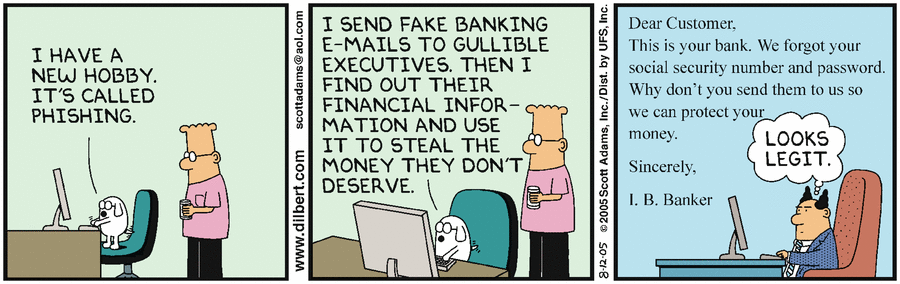 I HAVE A
NEW HOBBY.
IT'S CALLED
PHISHING.
www.dilbert.com scottadams@aol.com
I SEND FAKE BANKING
E-MAILS TO GULLIBLE
EXECUTIVES. THEN I
FIND OUT THEIR
FINANCIAL INFOR-
MATION AND USE
IT TO STEAL THE
MONEY THEY DON'T
DESERVE.
8-12-05 ©2005 Scott Adams, Inc./Dist. by UFS, Inc.
Dear Customer,
This is your bank. We forgot your
social security number and password.
Why don't you send them to us so
we can protect your
money.
Sincerely,
I. B. Banker
LOOKS
LEGIT.